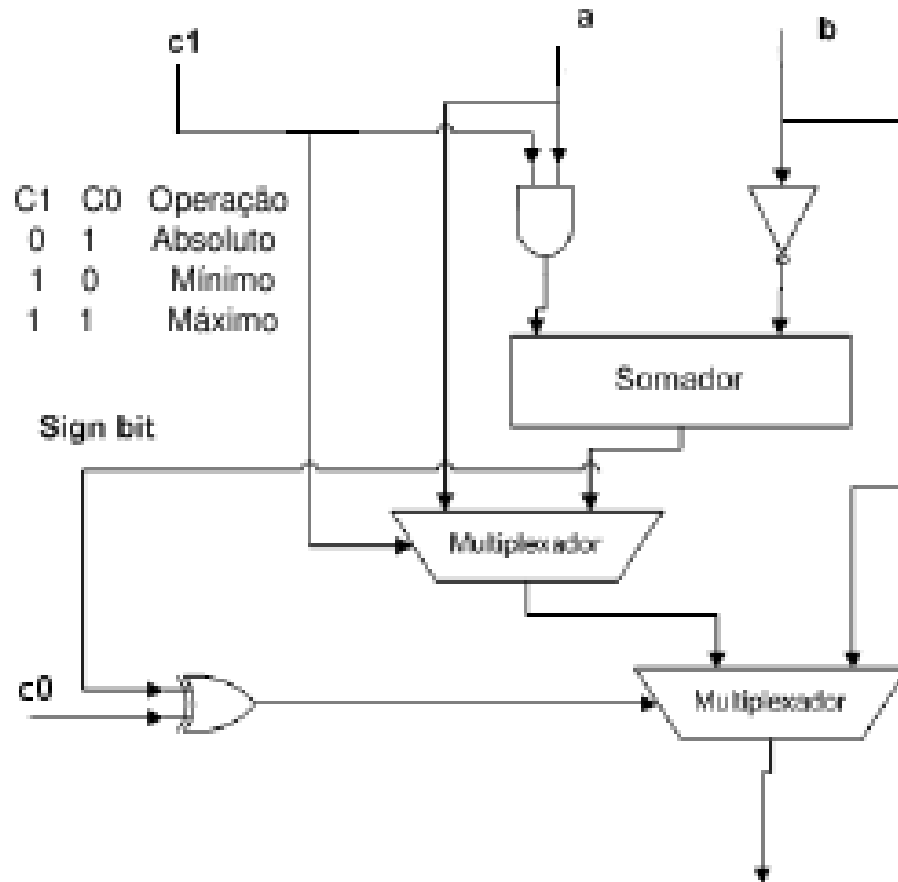 a
b
c1
C1 C0 Operação
0 1 Absoluto
1 0 Mínimo
1 1 Máximo
Somador
Sign bit
Multiplexador
c0
Multiplexador